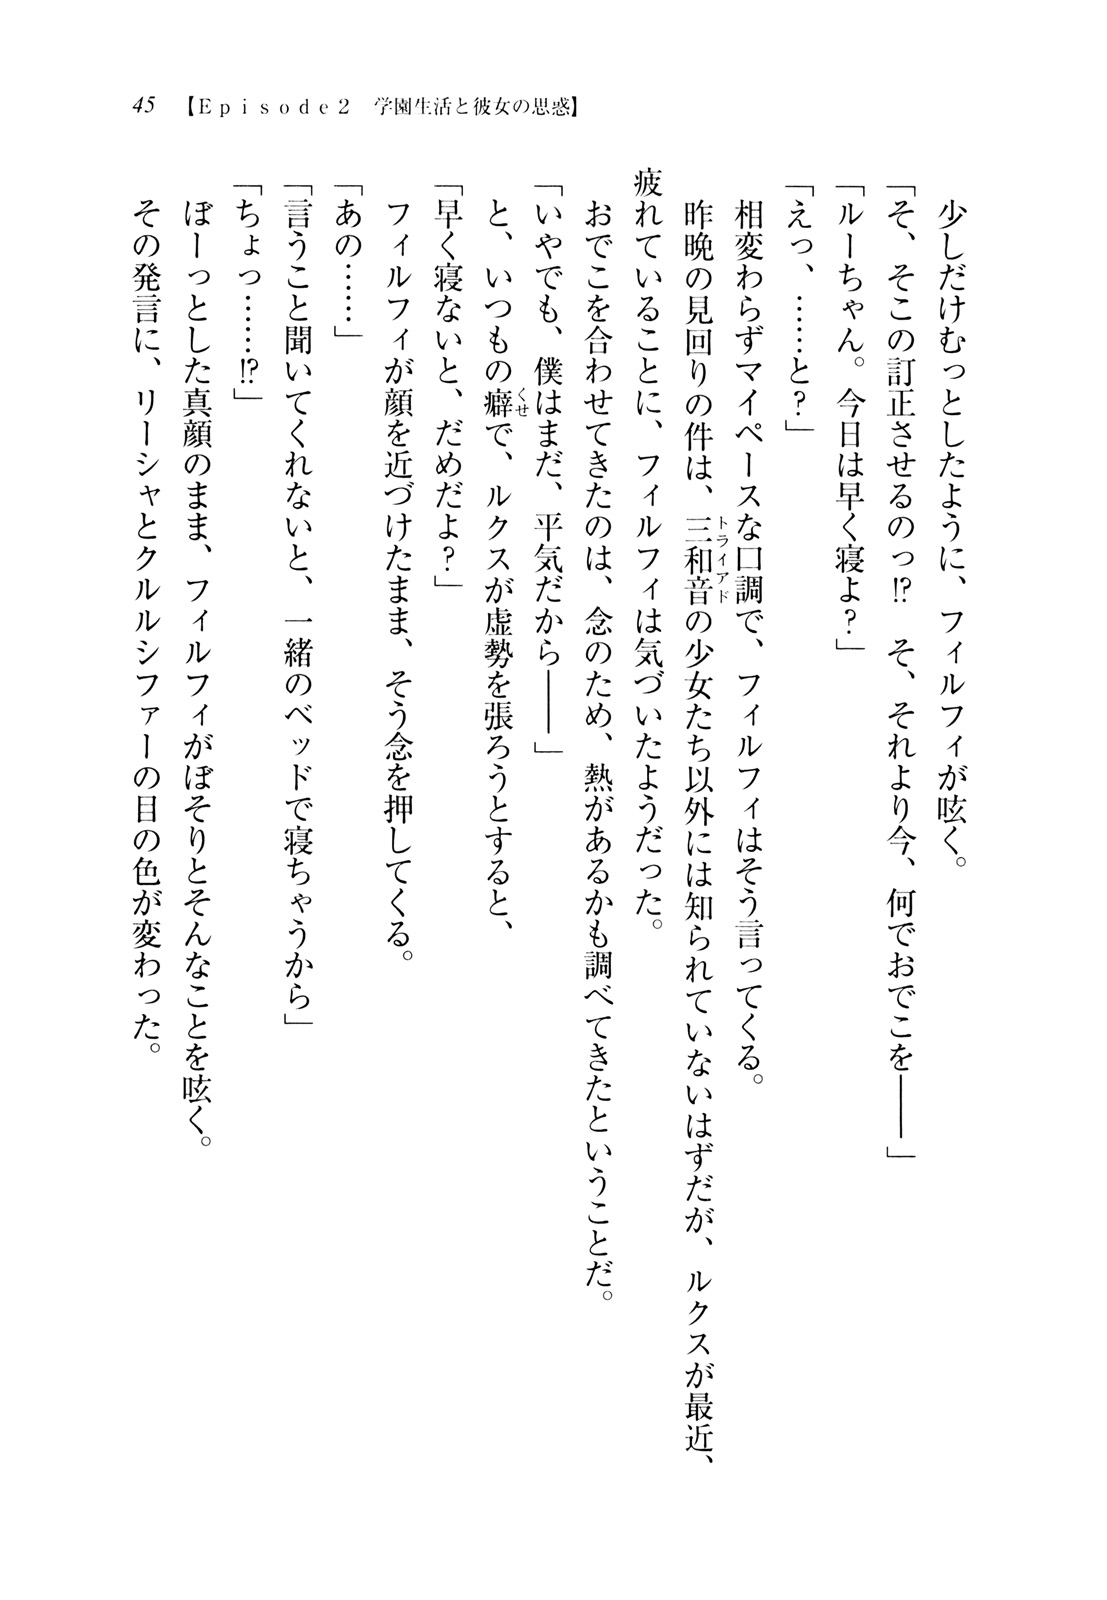 45 【Episode2　学園生活と彼女の思惑】
少しだけむっとしたように、フィルフィが呟く。
「そ、そこの訂正させるのっ!?　そ、それより今、何でおでこを――」
「ルーちゃん。今日は早く寝よ？」
「えっ、……と？」
相変わらずマイペースな口調で、フィルフィはそう言ってくる。
昨晩の見回りの件は、三和音の少女たち以外には知られていないはずだが、ルクスが最近、
トライアド
疲れていることに、フィルフィは気づいたようだった。
おでこを合わせてきたのは、念のため、熱があるかも調べてきたということだ。
「いやでも、僕はまだ、平気だから――」
と、いつもの癖で、ルクスが虚勢を張ろうとすると、
くせ
「早く寝ないと、だめだよ？」
フィルフィが顔を近づけたまま、そう念を押してくる。
「あの……」
「言うこと聞いてくれないと、一緒のベッドで寝ちゃうから」
「ちょっ……!?」
ぼーっとした真顔のまま、フィルフィがぼそりとそんなことを呟く。
その発言に、リーシャとクルルシファーの目の色が変わった。